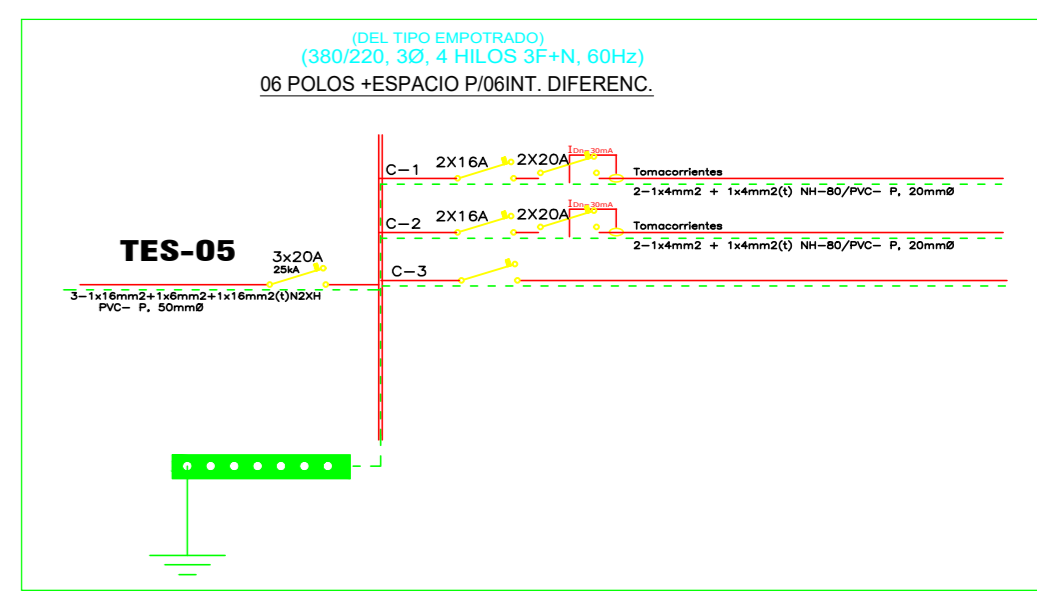 (DEL TIPO EMPOTRADO)
(380/220, 3Ø, 4 HILOS 3F+N, 60Hz)
06 POLOS +ESPACIO P/06INT. DIFERENC.
C-1 2X16A 2X20A IDn=30mA Tomacorrientes
2-1x4mm2 + 1x4mm2(t) NH-80/PVC- P, 20mmØ
C-2 2X16A 2X20A IDn=30mA Tomacorrientes
2-1x4mm2 + 1x4mm2(t) NH-80/PVC- P, 20mmØ
TES-05 3x20A
25kA
C-3
3-1x16mm2+1x6mm2+1x16mm2(t)N2XH
PVC- P, 50mmØ